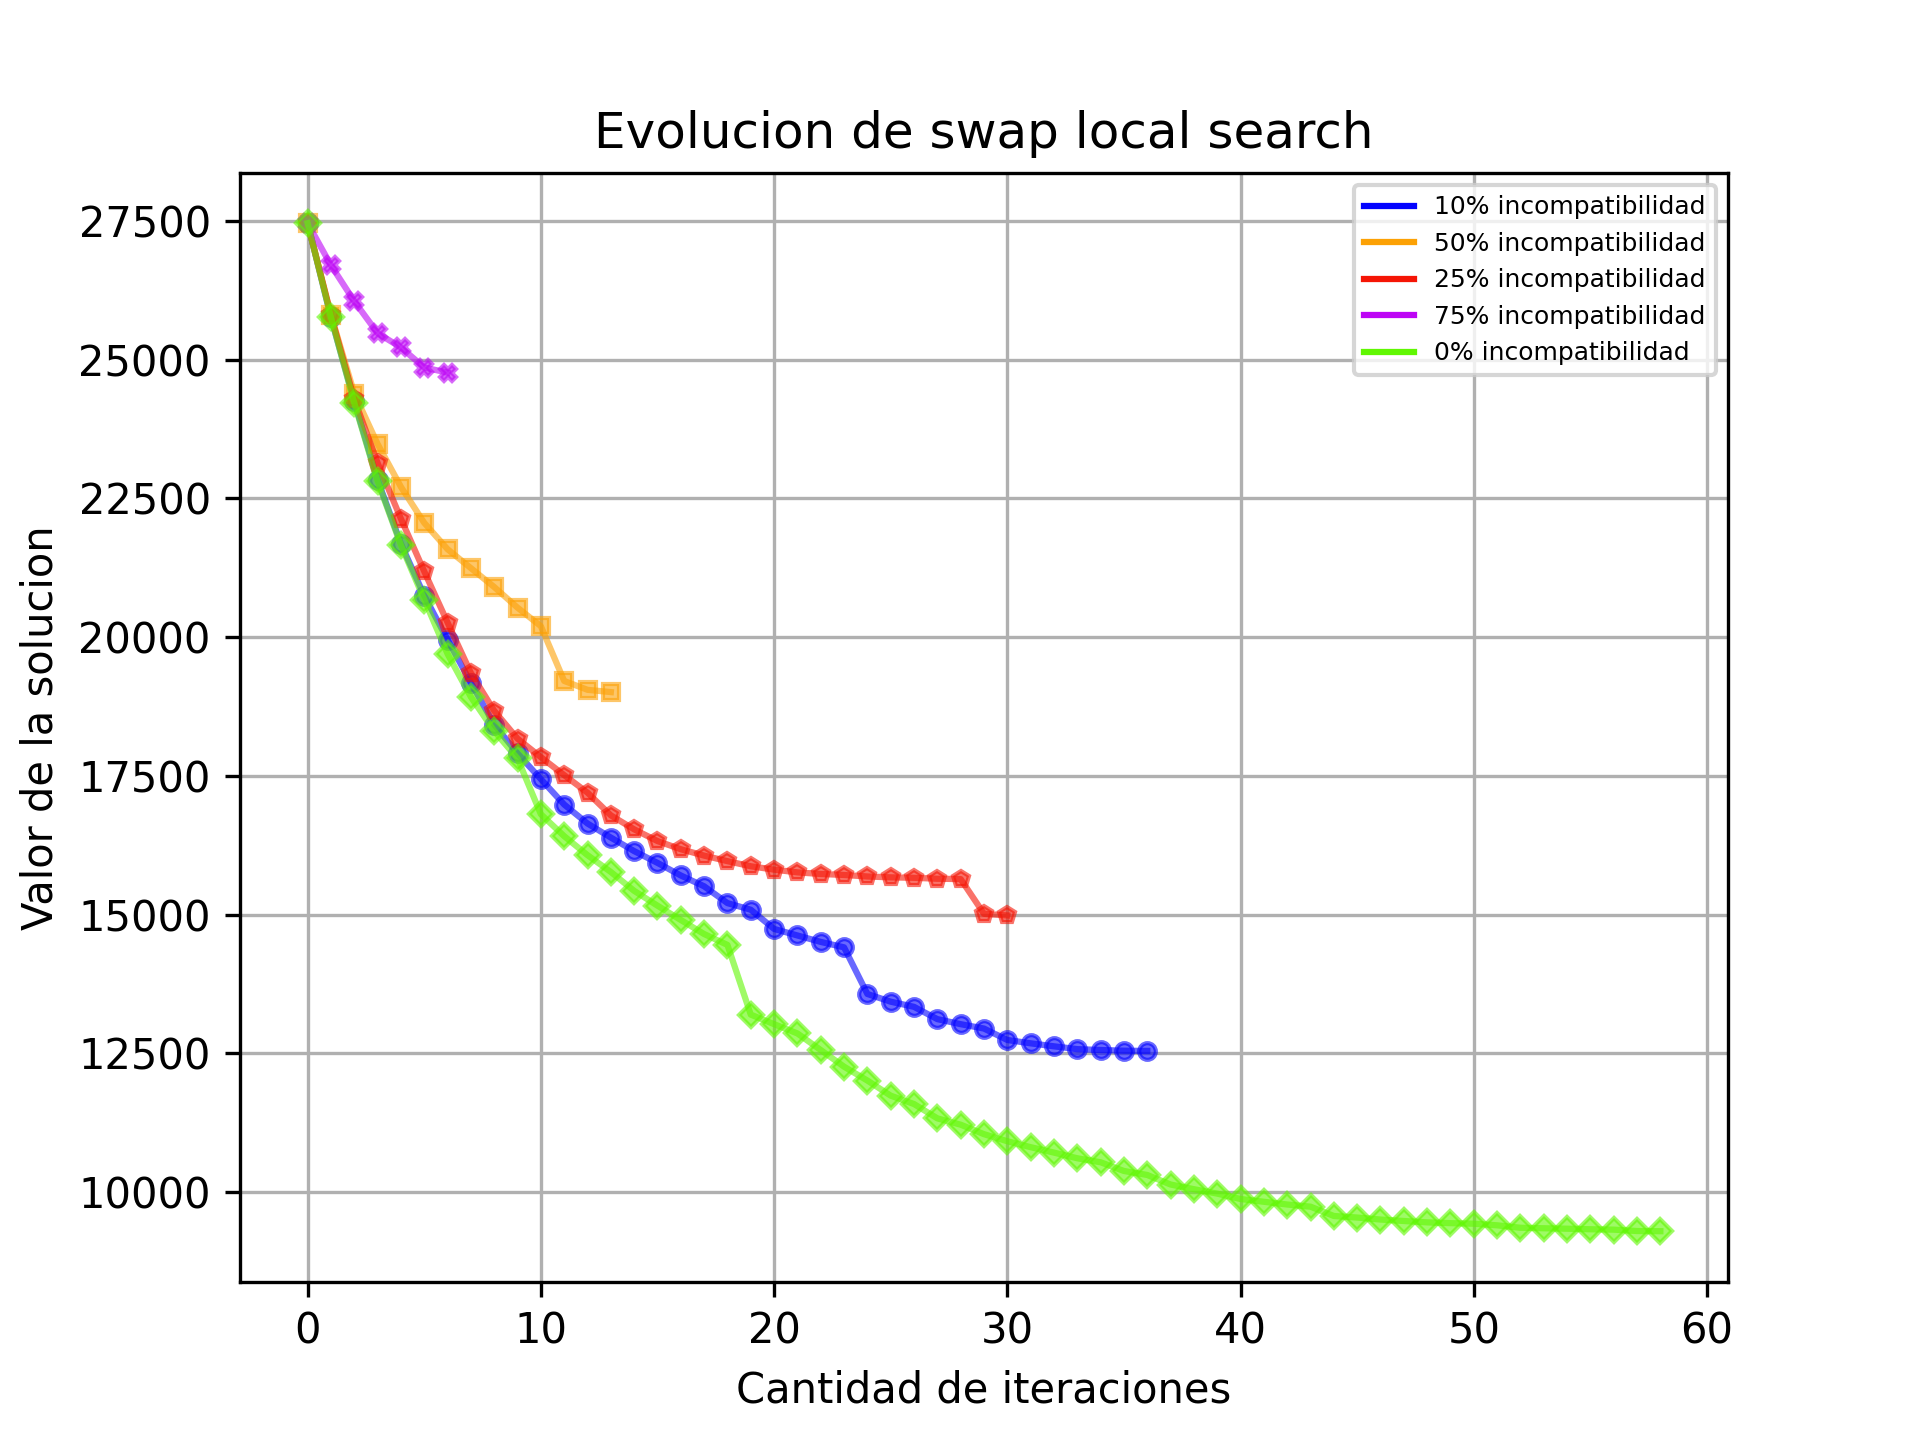 Evolucion de swap local search
27500
25000
22500
20000
17500
15000
12500
10000
Valor de la solucion
10% incompatibilidad
50% incompatibilidad
25% incompatibilidad
75% incompatibilidad
0% incompatibilidad
0 10 20 30 40 50 60
Cantidad de iteraciones